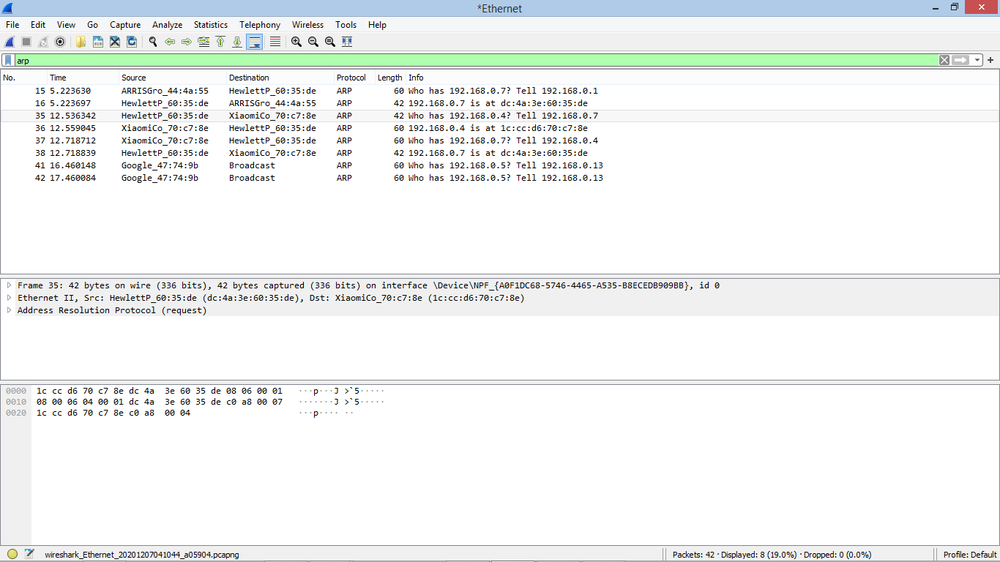 *Ethernet
File Edit View Go Capture Analyze Statistics Telephony Wireless Tools Help
arp
No. Time Source Destination Protocol Length Info
15 5.223630 ARRISGro_44:4a:55 HewlettP_60:35:de ARP 60 Who has 192.168.0.7? Tell 192.168.0.1
16 5.223697 HewlettP_60:35:de ARRISGro_44:4a:55 ARP 42 192.168.0.7 is at dc:4a:3e:60:35:de
35 12.536342 HewlettP_60:35:de XiaomiCo_70:c7:8e ARP 42 Who has 192.168.0.4? Tell 192.168.0.7
36 12.559045 XiaomiCo_70:c7:8e HewlettP_60:35:de ARP 60 192.168.0.4 is at 1c:cc:d6:70:c7:8e
37 12.718712 XiaomiCo_70:c7:8e HewlettP_60:35:de ARP 60 Who has 192.168.0.7? Tell 192.168.0.4
38 12.718839 HewlettP_60:35:de XiaomiCo_70:c7:8e ARP 42 192.168.0.7 is at dc:4a:3e:60:35:de
41 16.460148 Google_47:74:9b Broadcast ARP 60 Who has 192.168.0.5? Tell 192.168.0.13
42 17.460084 Google_47:74:9b Broadcast ARP 60 Who has 192.168.0.5? Tell 192.168.0.13
Frame 35: 42 bytes on wire (336 bits), 42 bytes captured (336 bits) on interface \Device\NPF_{A0F1DC68-5746-4465-A535-B8ECEDB909BB}, id 0
Ethernet II, Src: HewlettP_60:35:de (dc:4a:3e:60:35:de), Dst: XiaomiCo_70:c7:8e (1c:cc:d6:70:c7:8e)
Address Resolution Protocol (request)
0000 1c cc d6 70 c7 8e dc 4a 3e 60 35 de 08 06 00 01 ···p···J >`5·····
0010 08 00 06 04 00 01 dc 4a 3e 60 35 de c0 a8 00 07 ·······J >`5·····
0020 1c cc d6 70 c7 8e c0 a8 00 04 ···p···· ··
wireshark_Ethernet_20201207041044_a05904.pcapng Packets: 42 · Displayed: 8 (19.0%) · Dropped: 0 (0.0%) Profile: Default